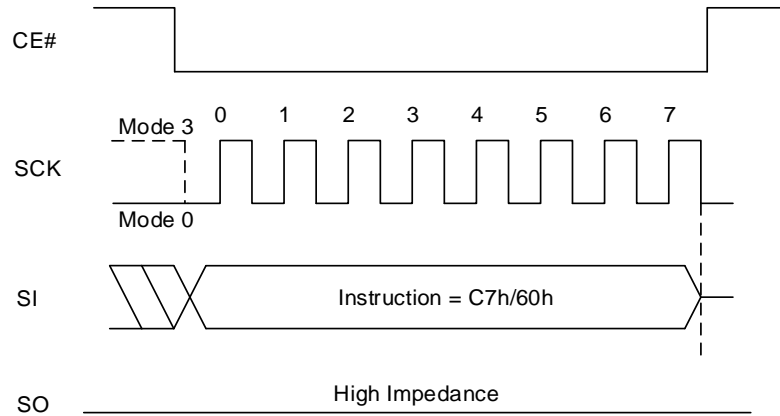 CE#
0 1 2 3 4 5 6 7
Mode 3
SCK
Mode 0
SI
Instruction = C7h/60h
High Impedance
SO